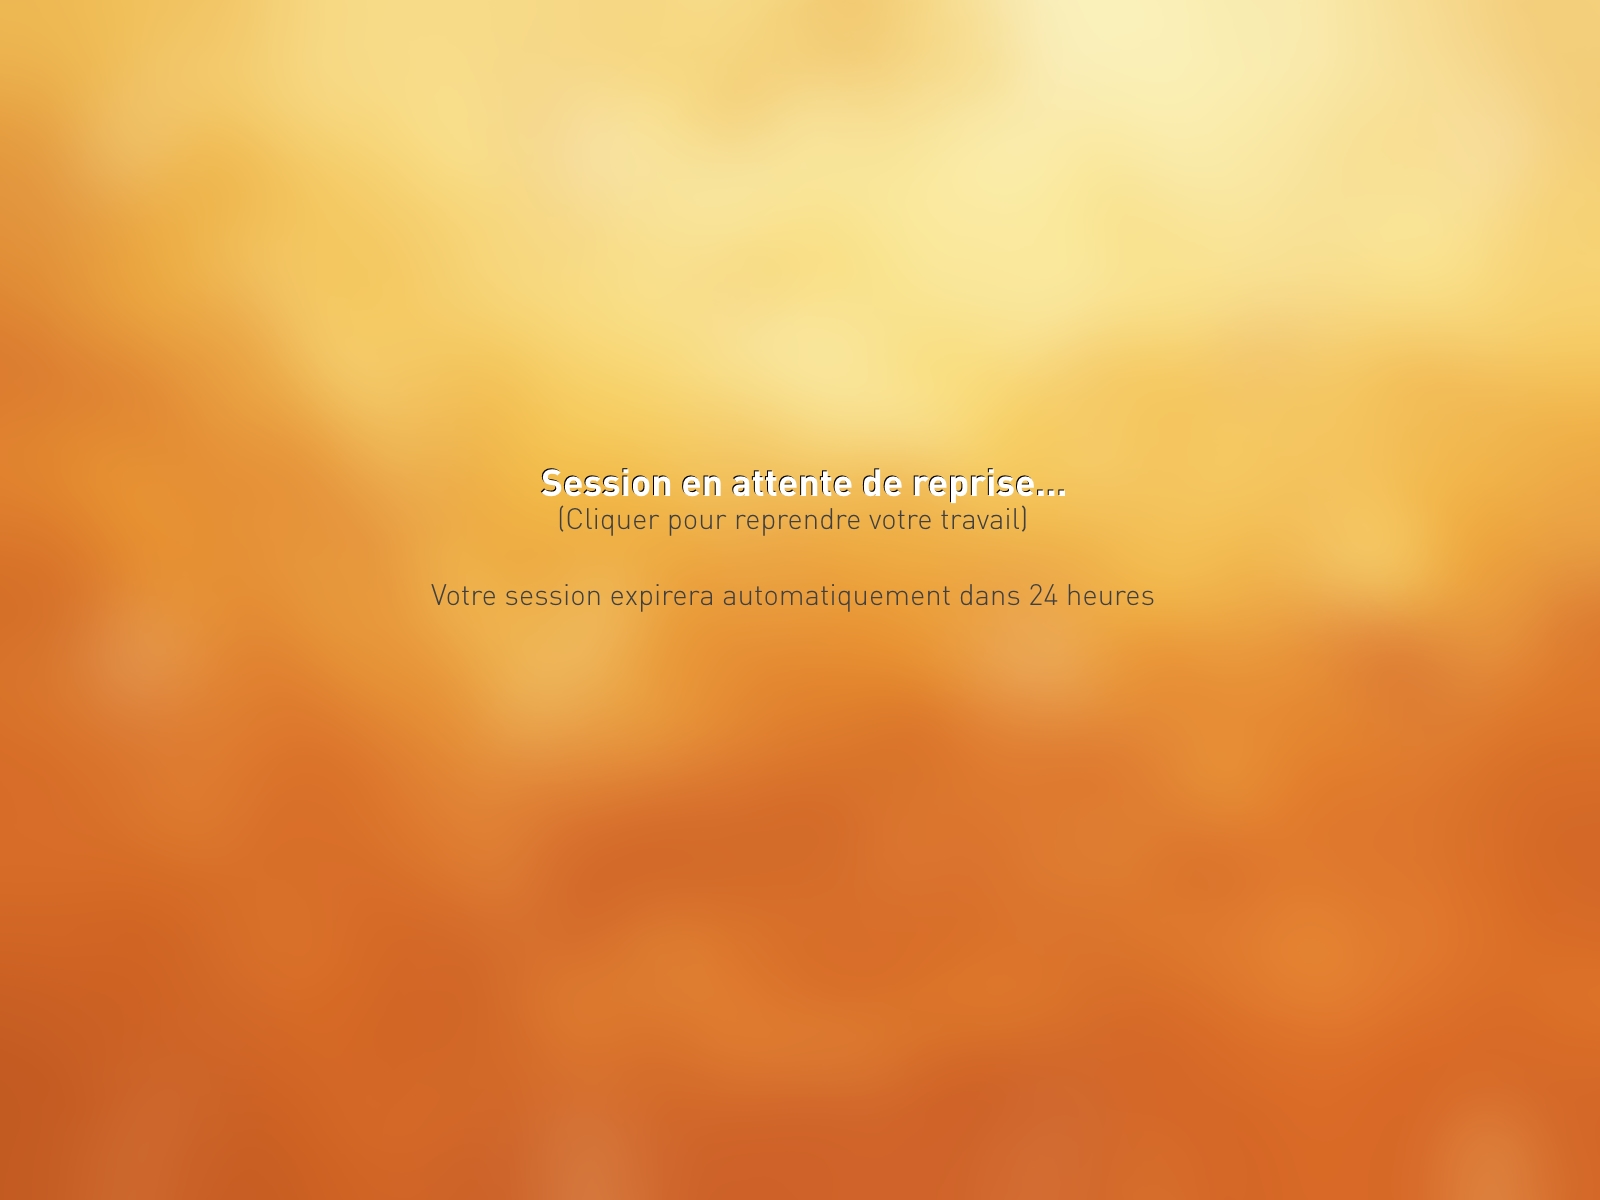 Session en attente de reprise...
(Cliquer pour reprendre votre travail)
Votre session expirera automatiquement dans 24 heures